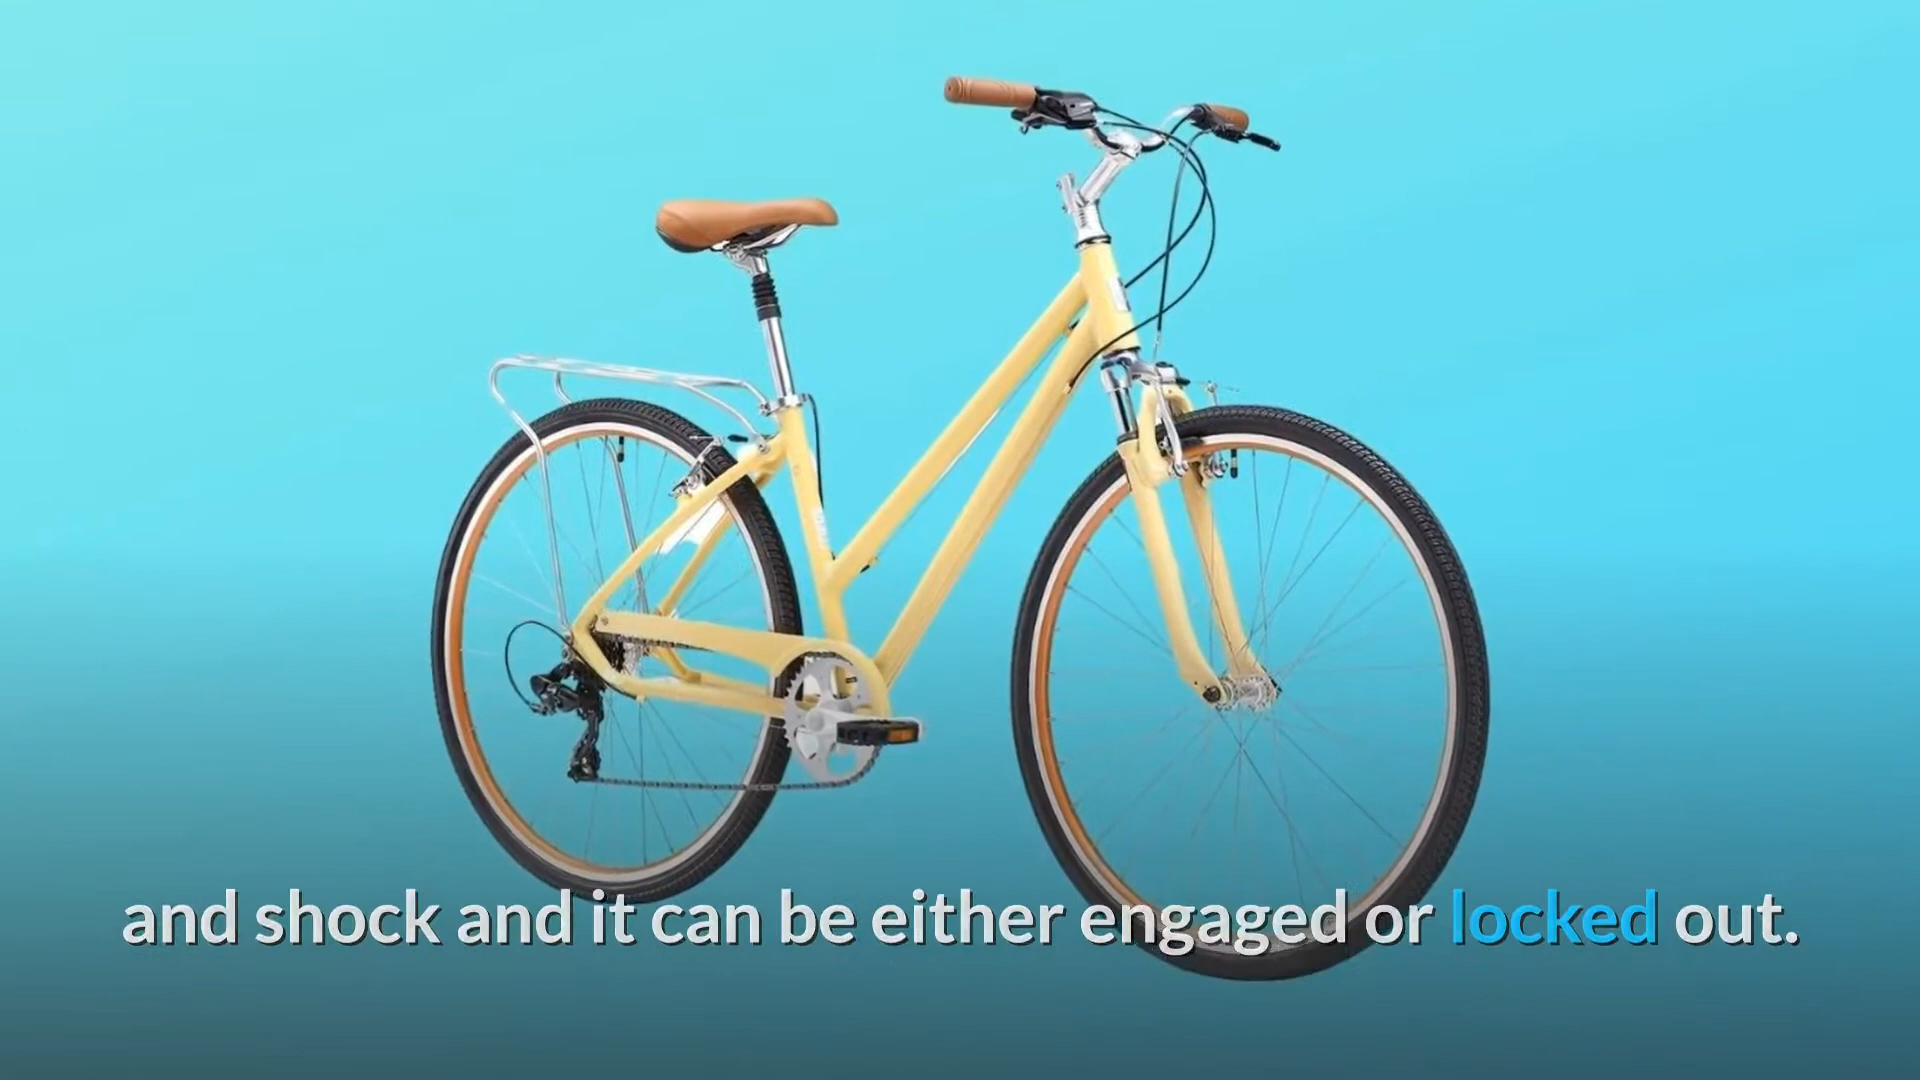 and shock and it can be either engaged or locked out.